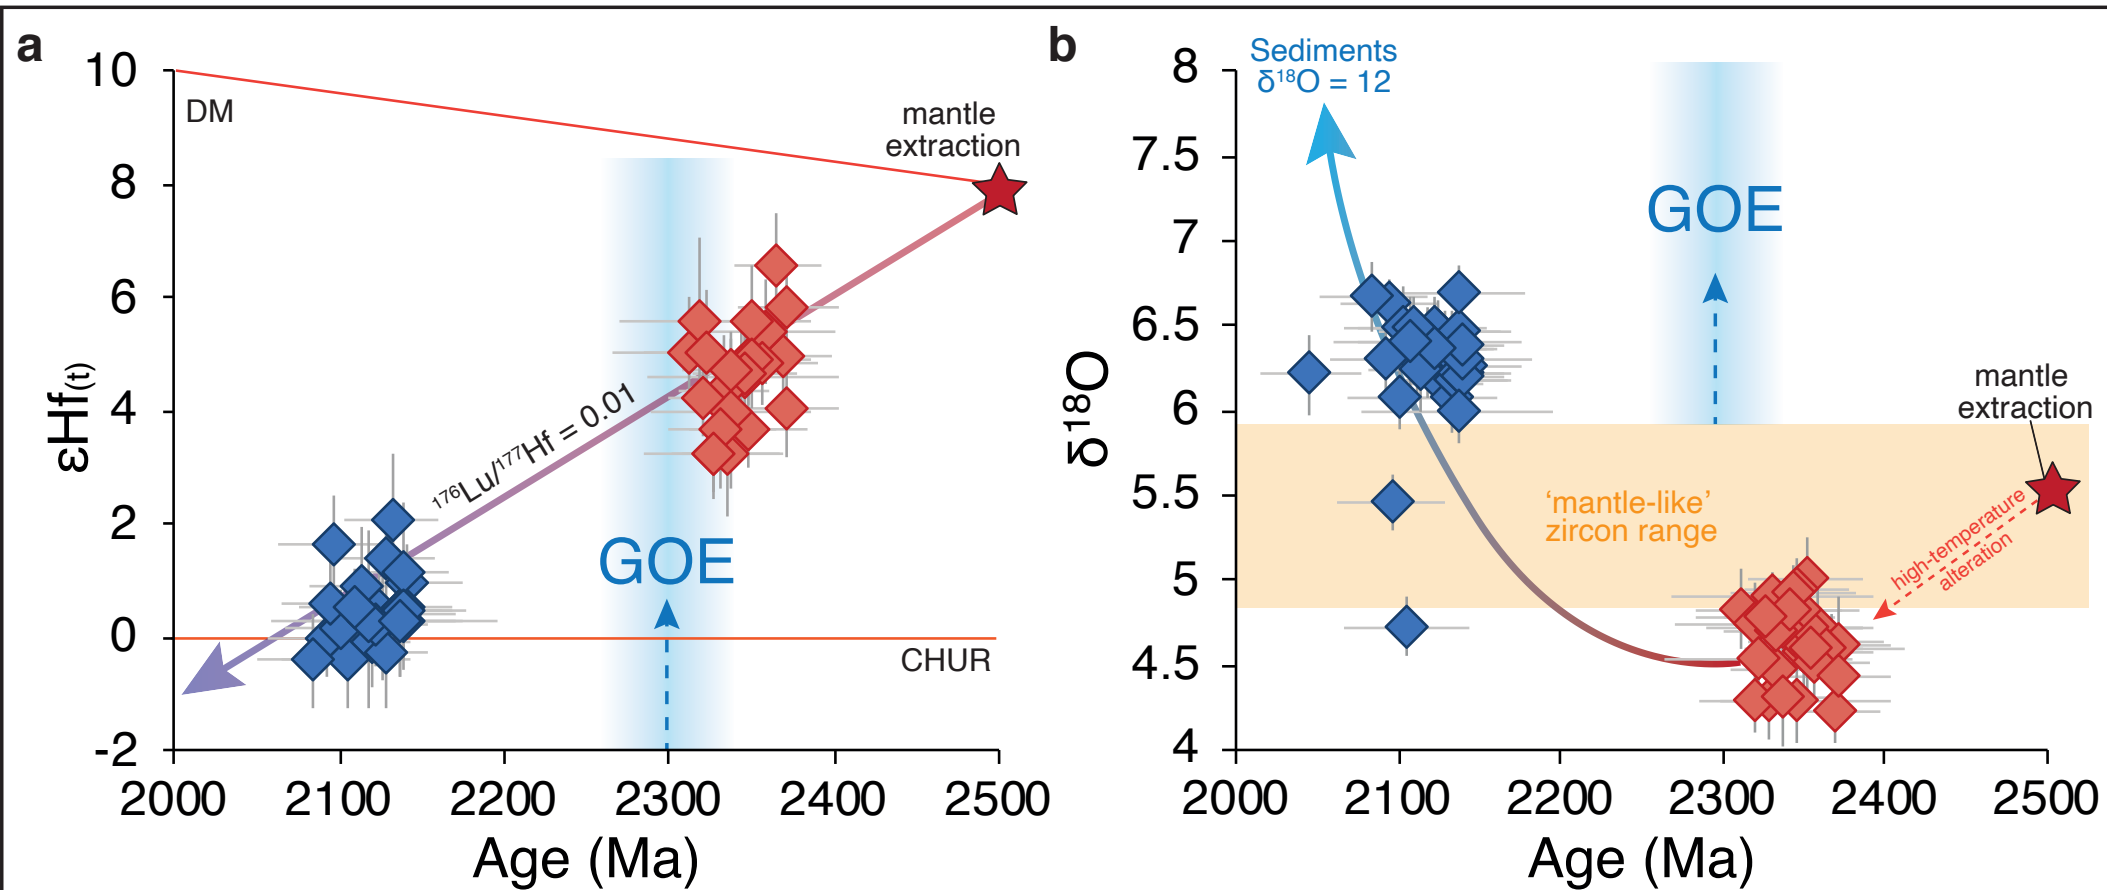 a
10
8
6
4
2
0
-2
εHf(t)
DM
mantle
extraction
GOE
¹⁷⁶Lu/¹⁷⁷Hf = 0.01
CHUR
2000 2100 2200 2300 2400 2500
Age (Ma)
b
8
7.5
7
6.5
6
5.5
5
4.5
4
δ¹⁸O
Sediments
δ¹⁸O = 12
GOE
mantle
extraction
‘mantle-like’
zircon range
high-temperature
alteration
2000 2100 2200 2300 2400 2500
Age (Ma)